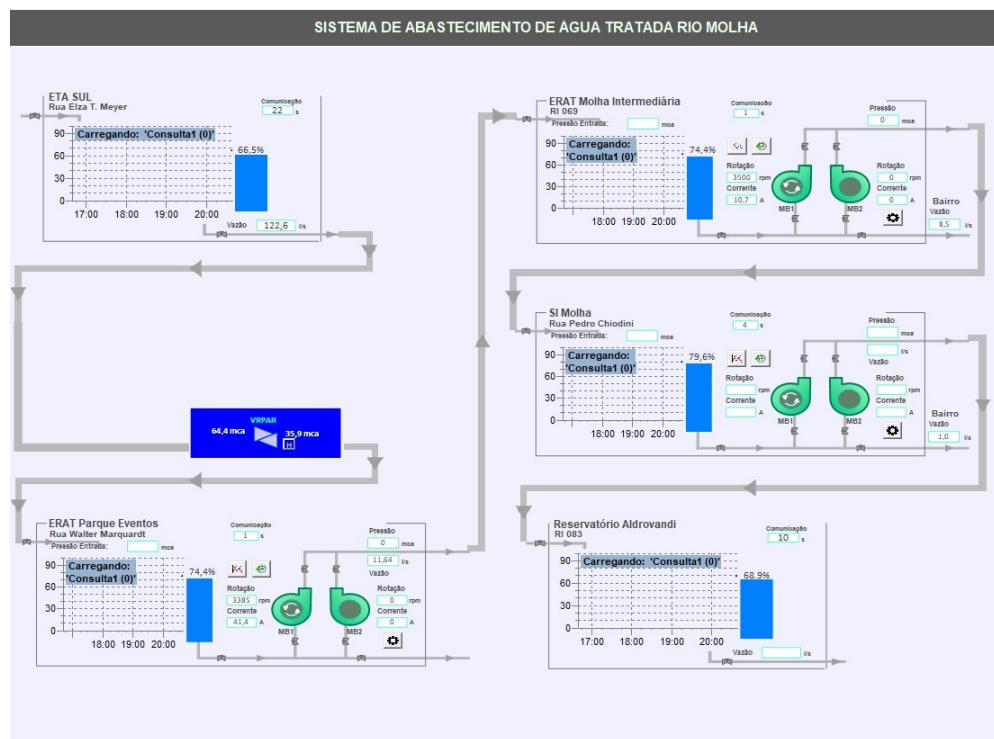 SISTEMA DE ABASTECIMENTO DE ÁGUA TRATADA RIO MOLHA
ETA SUL
Rua Elza T. Meyer
Comunicação
22 s
Carregando: 'Consulta1 (0)'
90
60
30
0
66,5%
17:00 18:00 19:00 20:00
Vazão 122,6 l/s
VRPAR
64,4 mca
35,9 mca
H
ERAT Parque Eventos
Rua Walter Marquardt
Pressão Entrada: mca
Comunicação
1 s
Carregando:
'Consulta1 (0)'
90
60
30
0
74,4%
18:00 19:00 20:00
Rotação
3385 rpm
Corrente
41,4 A
MB1
MB2
Pressão
0 mca
11,64 l/s
Vazão
Rotação
0 rpm
Corrente
0 A
ERAT Molha Intermediária
RI 069
Pressão Entrada: mca
Comunicação
1 s
Carregando:
'Consulta1 (0)'
90
60
30
0
74,4%
18:00 19:00 20:00
Rotação
3500 rpm
Corrente
10,7 A
MB1
MB2
Pressão
0 mca
Rotação
0 rpm
Corrente
0 A
Bairro
Vazão
8,5 l/s
SI Molha
Rua Pedro Chiodini
Pressão Entrada: mca
Comunicação
4 s
Carregando:
'Consulta1 (0)'
90
60
30
0
79,6%
18:00 19:00 20:00
Rotação
rpm
Corrente
A
MB1
MB2
Pressão
mca
l/s
Vazão
Rotação
rpm
Corrente
A
Bairro
Vazão
1,0 l/s
Reservatório Aldrovandi
RI 083
Comunicação
10 s
Carregando: 'Consulta1 (0)'
90
60
30
0
68,9%
17:00 18:00 19:00 20:00
Vazão l/s